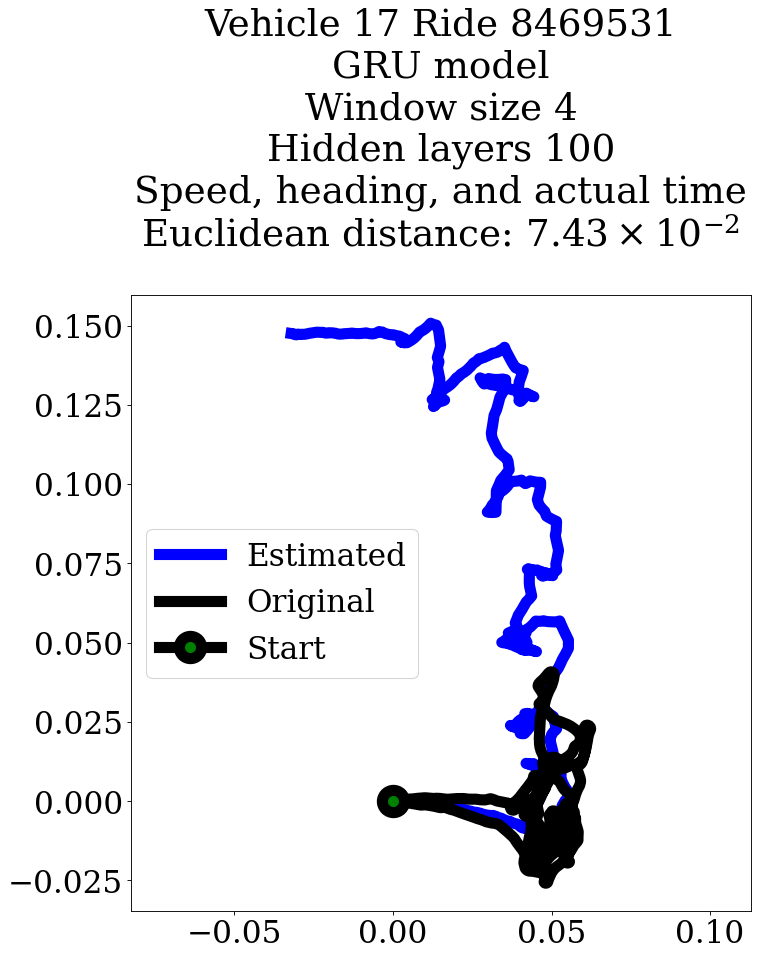 Vehicle 17 Ride 8469531
GRU model
Window size 4
Hidden layers 100
Speed, heading, and actual time
Euclidean distance: 7.43 × 10⁻²
0.150
0.125
0.100
0.075
0.050
0.025
0.000
−0.025
Estimated
Original
Start
−0.05 0.00 0.05 0.10